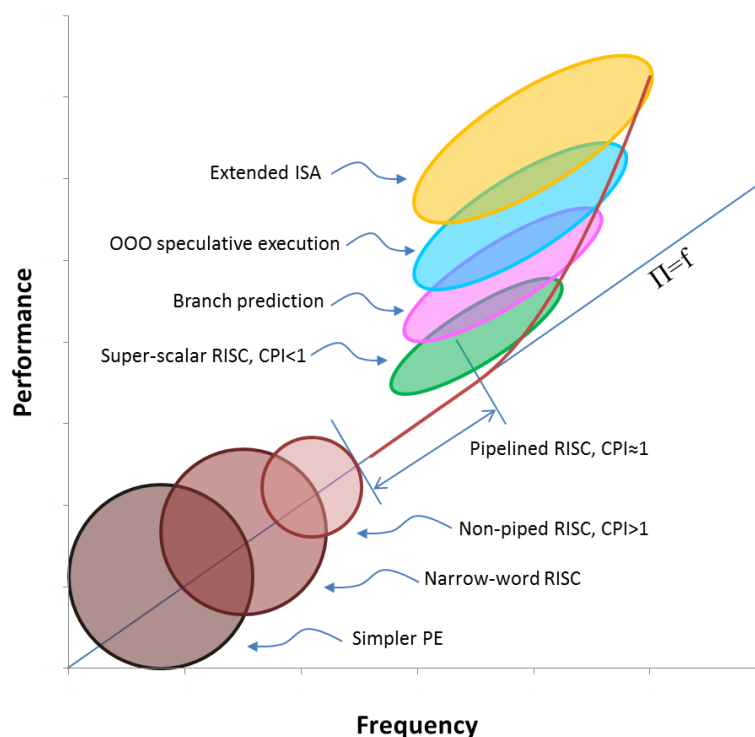 Extended ISA
OOO speculative execution
Branch prediction
Super-scalar RISC, CPI<1
Π=f
Pipelined RISC, CPI≈1
Non-piped RISC, CPI>1
Narrow-word RISC
Simpler PE
Performance
Frequency